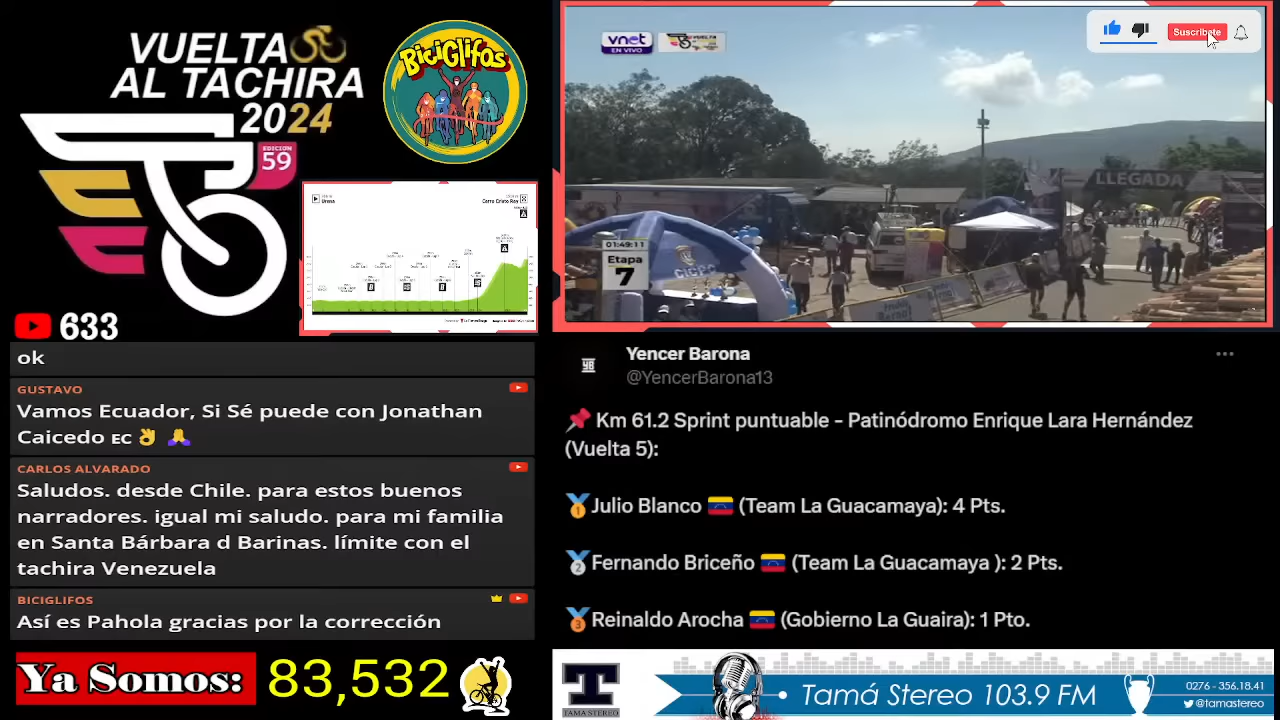 VUELTA
AL TACHIRA
2024
EDICION
59
BiciGlifos
Urena
Cerro Cristo Rey
633
ok
GUSTAVO
Vamos Ecuador, Si Sé puede con Jonathan
Caicedo EC 👌 🙏
CARLOS ALVARADO
Saludos. desde Chile. para estos buenos
narradores. igual mi saludo. para mi familia
en Santa Bárbara d Barinas. límite con el
tachira Venezuela
BICIGLIFOS
Así es Pahola gracias por la corrección
Ya Somos: 83,532
vnet
EN VIVO
Suscríbete
LLEGADA
01:49:11
Etapa
7
Yencer Barona
@YencerBarona13
📌 Km 61.2 Sprint puntuable - Patinódromo Enrique Lara Hernández
(Vuelta 5):
🥇Julio Blanco 🇻🇪 (Team La Guacamaya): 4 Pts.
🥈Fernando Briceño 🇻🇪 (Team La Guacamaya ): 2 Pts.
🥉Reinaldo Arocha 🇻🇪 (Gobierno La Guaira): 1 Pto.
T
TAMA STEREO
Tamá Stereo 103.9 FM
0276 - 356.18.41
@tamastereo